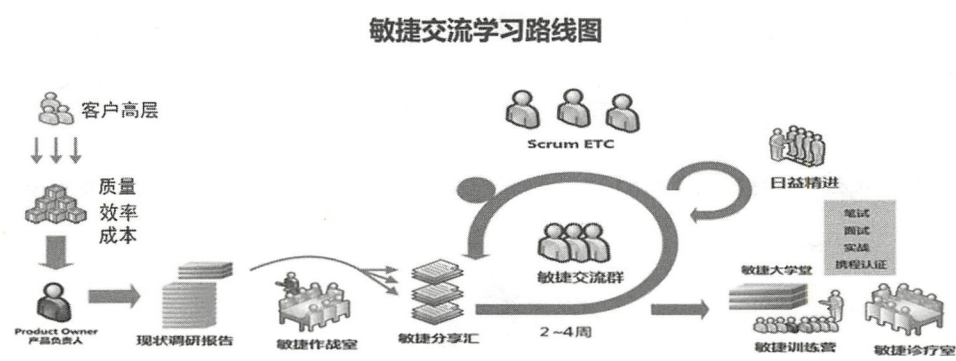 敏捷交流学习路线图
客户高层
质量
效率
成本
Product Owner
产品负责人
现状调研报告
敏捷作战室
敏捷分享汇
Scrum ETC
敏捷交流群
2~4周
日益精进
笔试
面试
实战
携程认证
敏捷大学堂
敏捷训练营
敏捷诊疗室